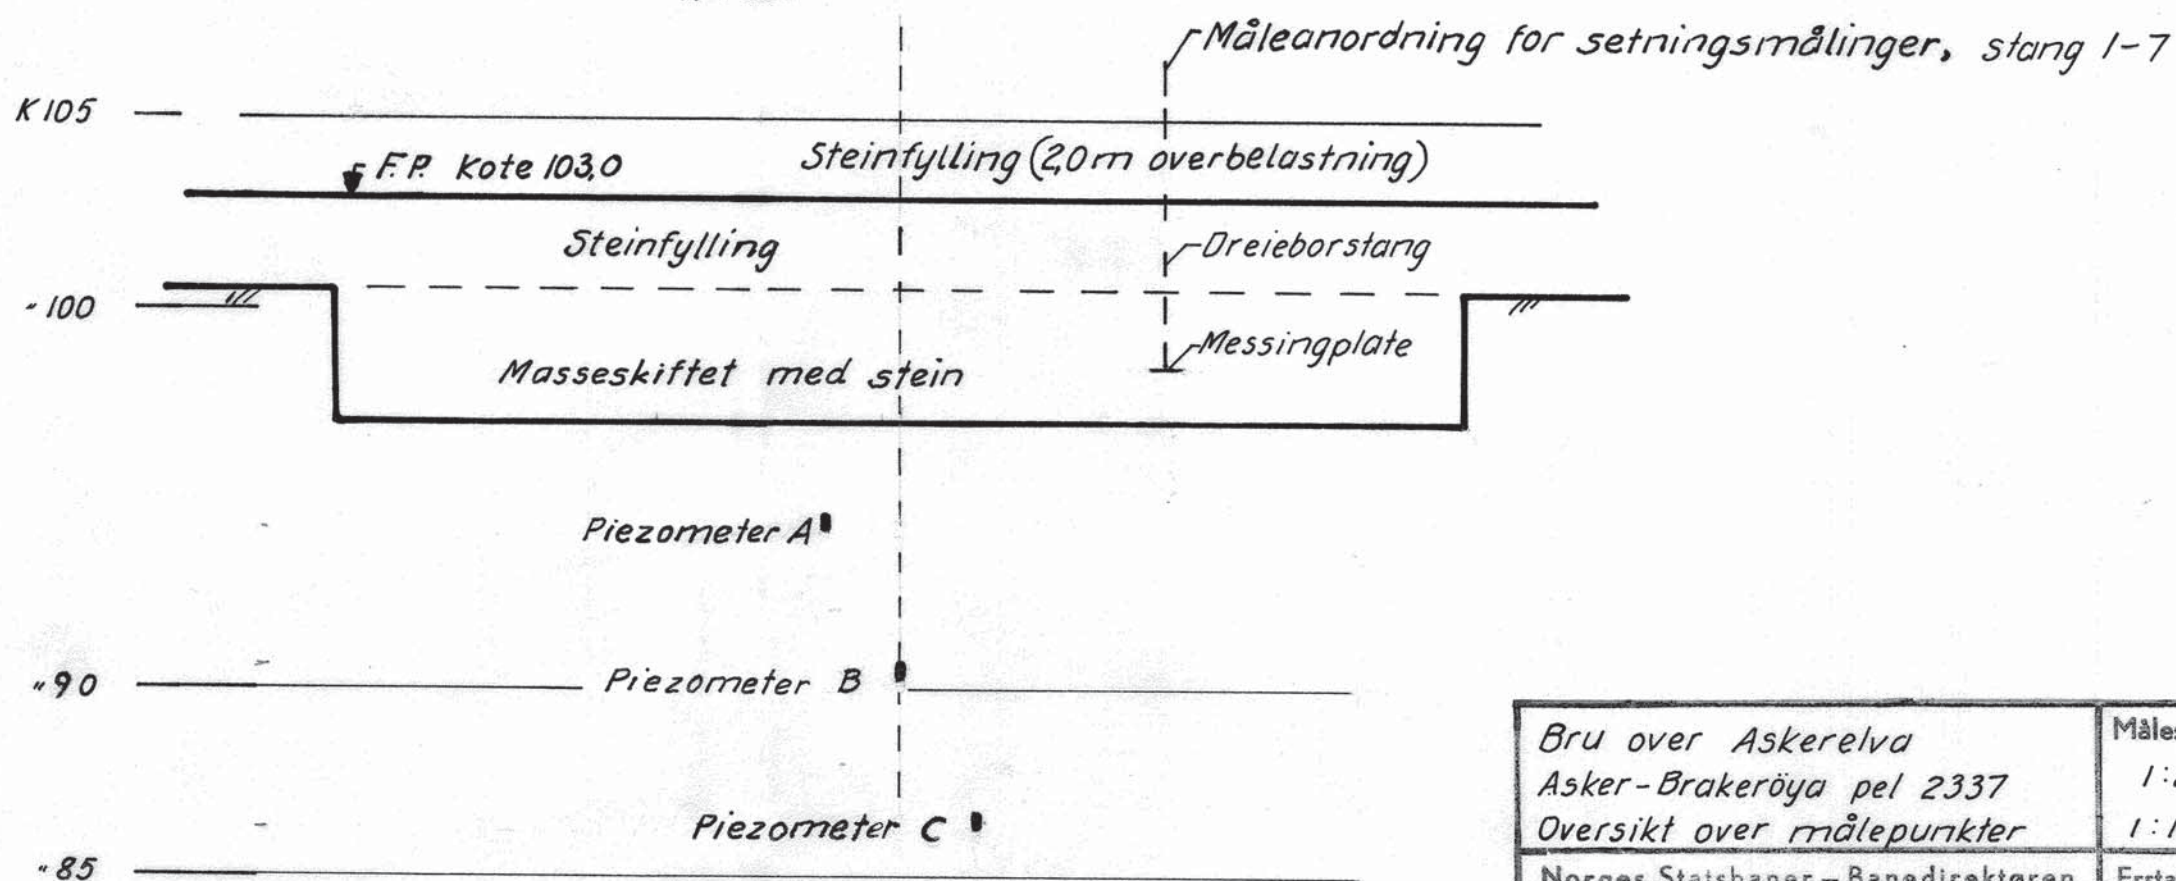 Måleanordning for setningsmålinger, stang 1-7
K 105
F.P. Kote 103,0
Steinfylling (2,0 m overbelastning)
Steinfylling
Dreieborstang
" 100
Messingplate
Masseskiftet med stein
Piezometer A
" 90
Piezometer B
Bru over Askerelva
Asker-Brakeröya pel 2337
Oversikt over målepunkter
Piezometer C
" 85
Norges Statsbaner – Banedirektøren